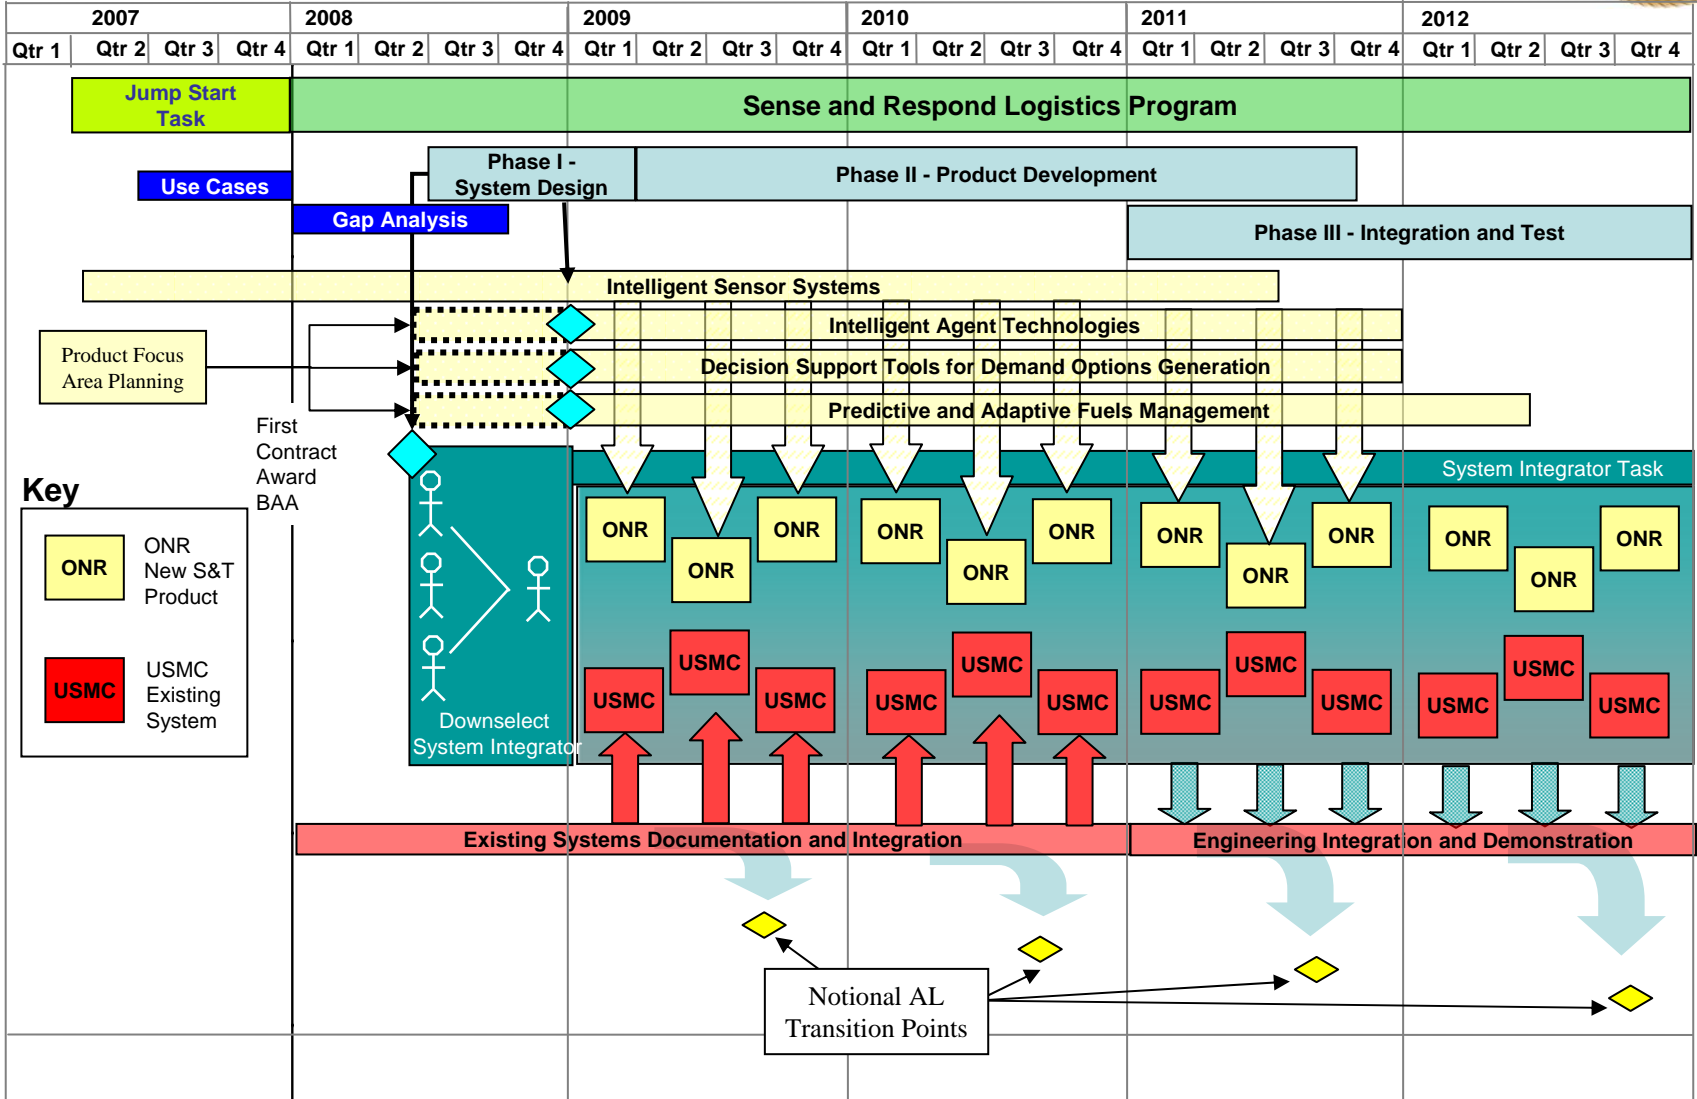 2007 2008 2009 2010 2011 2012
Qtr 1 Qtr 2 Qtr 3 Qtr 4 Qtr 1 Qtr 2 Qtr 3 Qtr 4 Qtr 1 Qtr 2 Qtr 3 Qtr 4 Qtr 1 Qtr 2 Qtr 3 Qtr 4 Qtr 1 Qtr 2 Qtr 3 Qtr 4 Qtr 1 Qtr 2 Qtr 3 Qtr 4
Jump Start
Task
Sense and Respond Logistics Program
Phase I -
System Design
Phase II - Product Development
Use Cases
Gap Analysis
Phase III - Integration and Test
Intelligent Sensor Systems
Intelligent Agent Technologies
Product Focus
Area Planning
Decision Support Tools for Demand Options Generation
Predictive and Adaptive Fuels Management
First
Contract
Award
BAA
System Integrator Task
Key
ONR
ONR
New S&T
Product
USMC
USMC
Existing
System
Downselect
System Integrator
ONR ONR ONR ONR ONR ONR ONR ONR
ONR ONR ONR ONR
USMC USMC USMC USMC
USMC USMC USMC USMC USMC USMC USMC USMC
Existing Systems Documentation and Integration
Engineering Integration and Demonstration
Notional AL
Transition Points